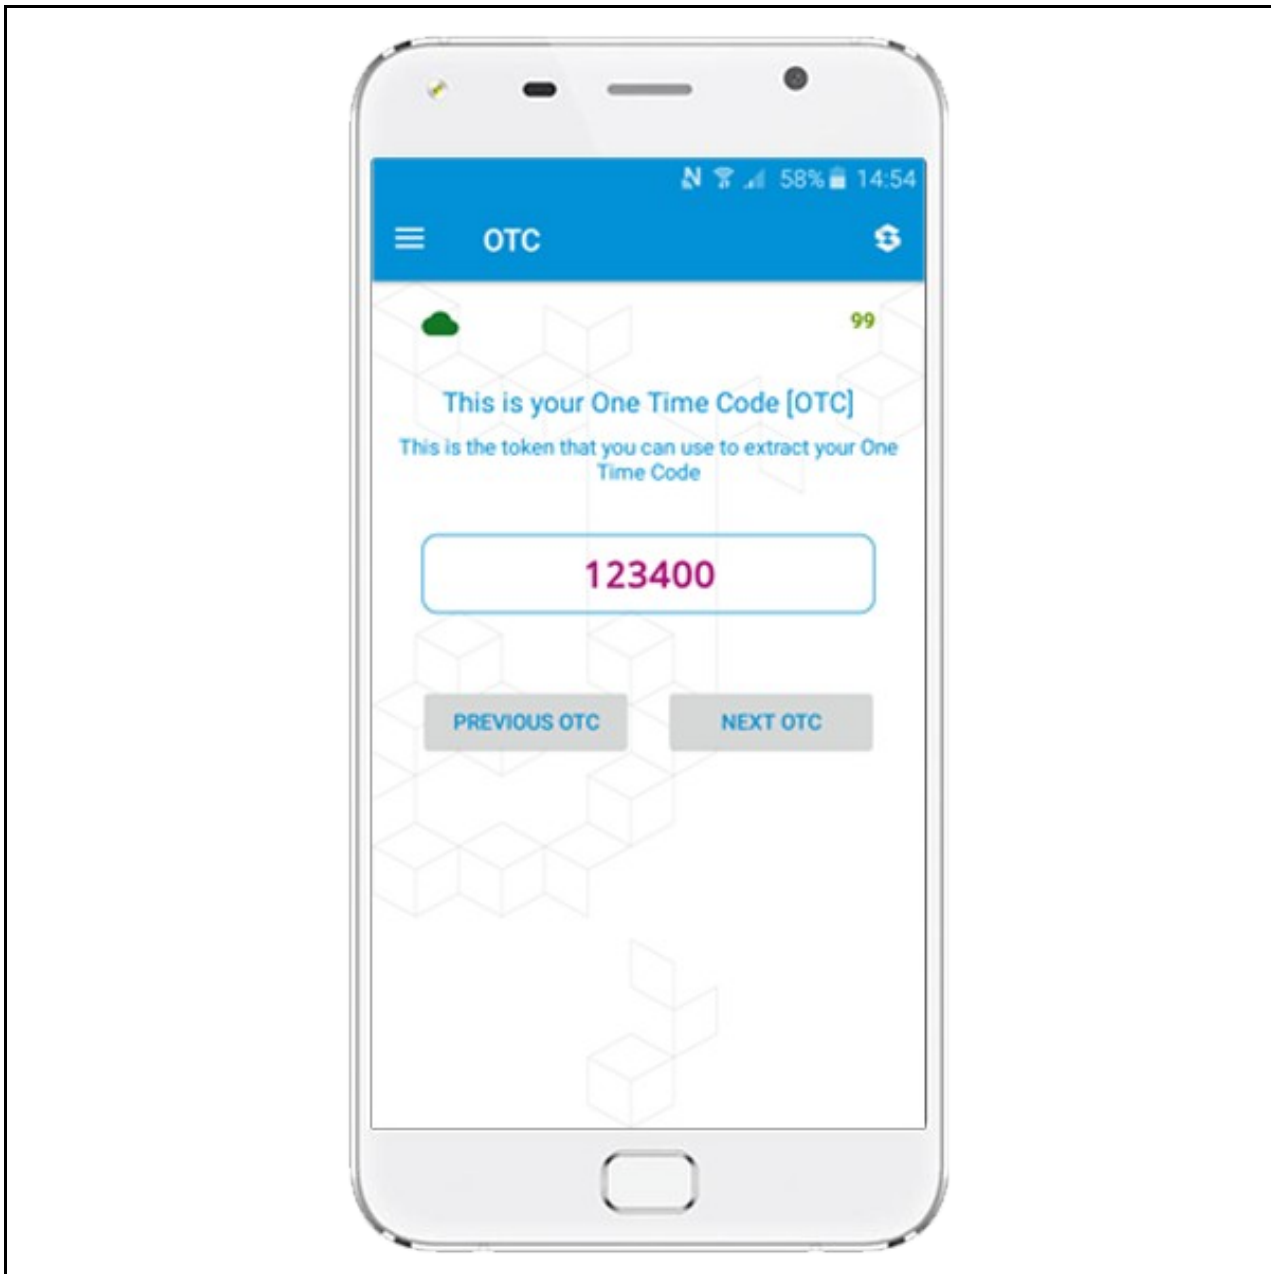 58% 14:54
OTC
99
This is your One Time Code [OTC]
This is the token that you can use to extract your One
Time Code
123400
PREVIOUS OTC
NEXT OTC